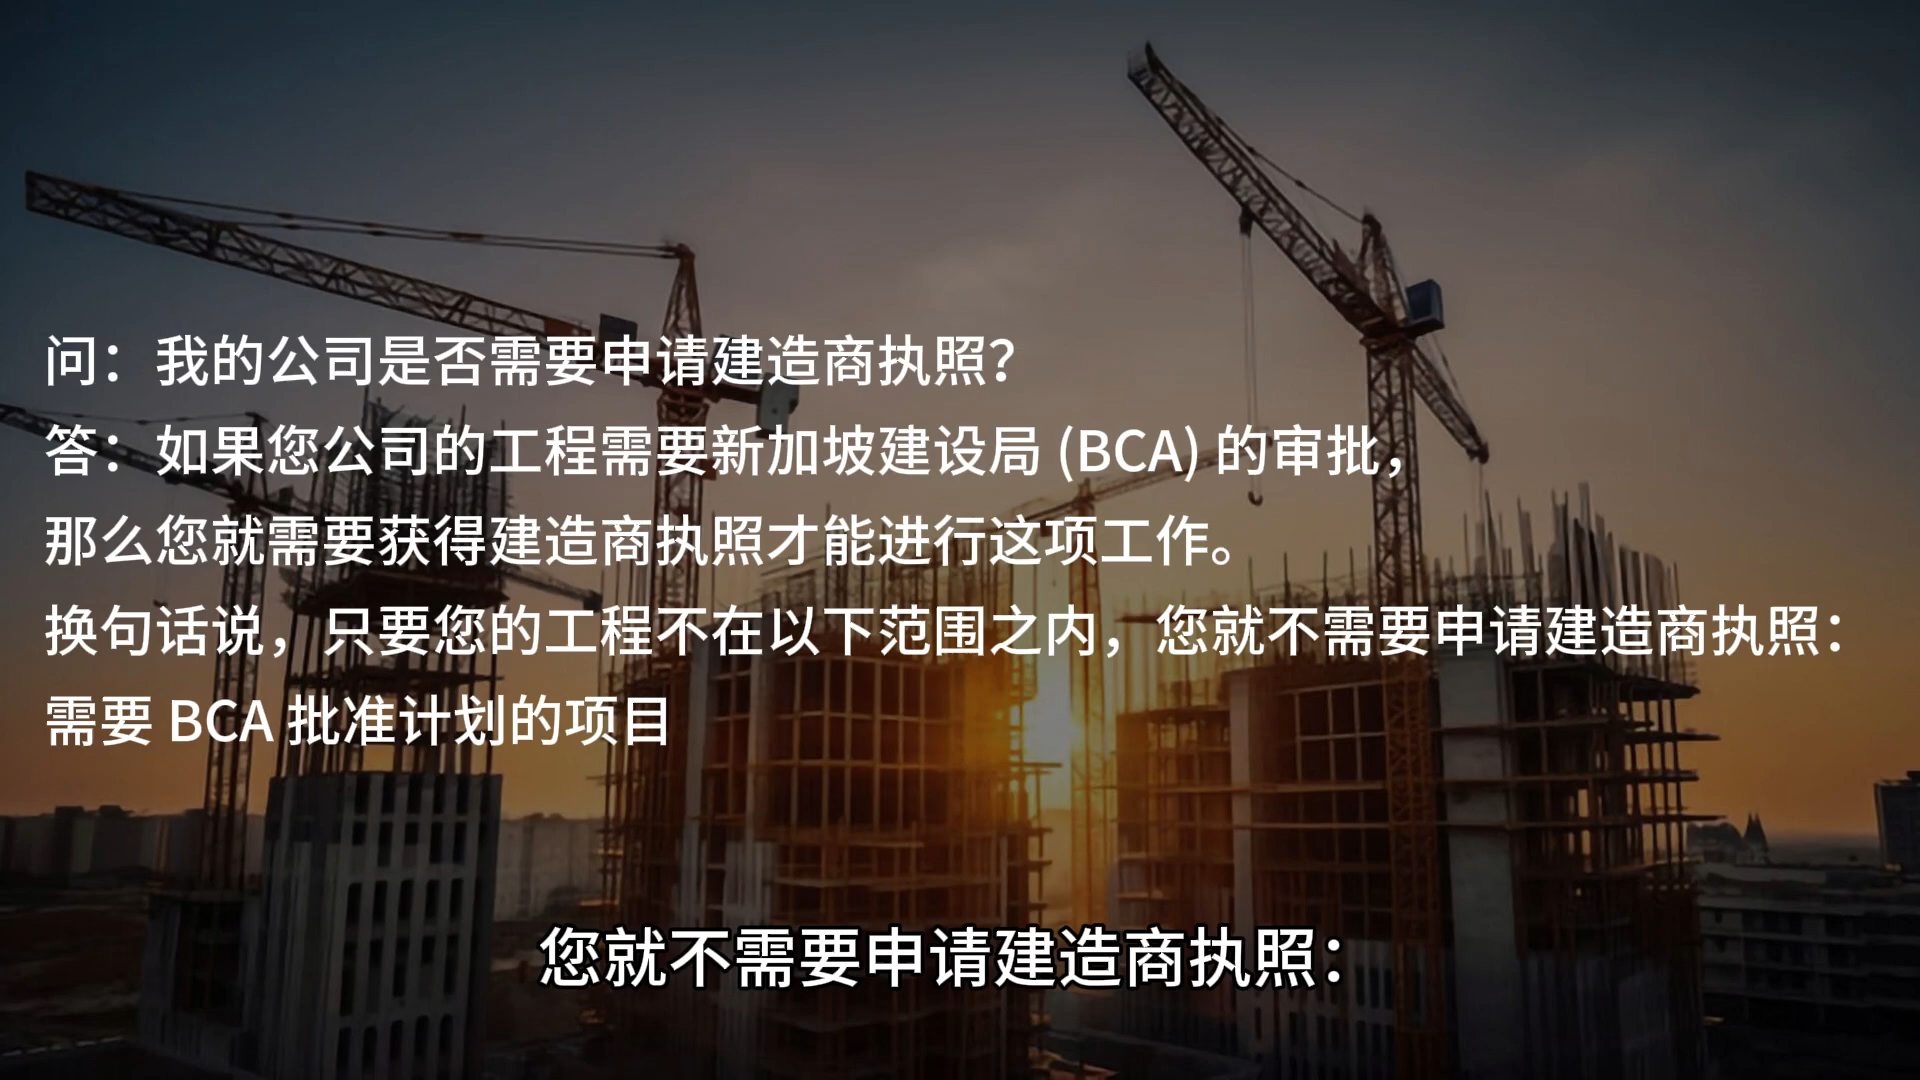 问：我的公司是否需要申请建造商执照？
答：如果您公司的工程需要新加坡建设局 (BCA) 的审批，
那么您就需要获得建造商执照才能进行这项工作。
换句话说，只要您的工程不在以下范围之内，您就不需要申请建造商执照：
需要 BCA 批准计划的项目
您就不需要申请建造商执照：